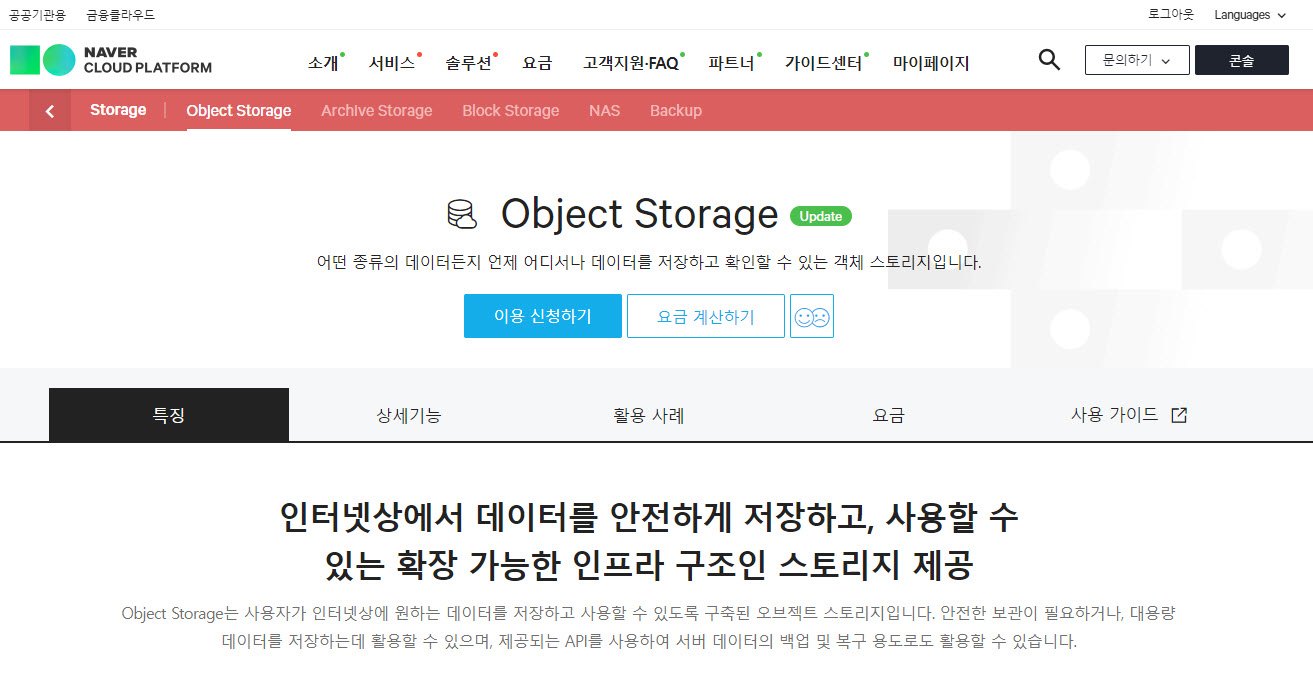 공공기관용 금융클라우드 로그아웃 Languages
NAVER
CLOUD PLATFORM
소개 서비스 솔루션 요금 고객지원·FAQ 파트너 가이드센터 마이페이지 문의하기 콘솔
Storage | Object Storage Archive Storage Block Storage NAS Backup
Object Storage Update
어떤 종류의 데이터든지 언제 어디서나 데이터를 저장하고 확인할 수 있는 객체 스토리지입니다.
이용 신청하기 요금 계산하기
특징 상세기능 활용 사례 요금 사용 가이드
인터넷상에서 데이터를 안전하게 저장하고, 사용할 수
있는 확장 가능한 인프라 구조인 스토리지 제공
Object Storage는 사용자가 인터넷상에 원하는 데이터를 저장하고 사용할 수 있도록 구축된 오브젝트 스토리지입니다. 안전한 보관이 필요하거나, 대용량
데이터를 저장하는데 활용할 수 있으며, 제공되는 API를 사용하여 서버 데이터의 백업 및 복구 용도로도 활용할 수 있습니다.